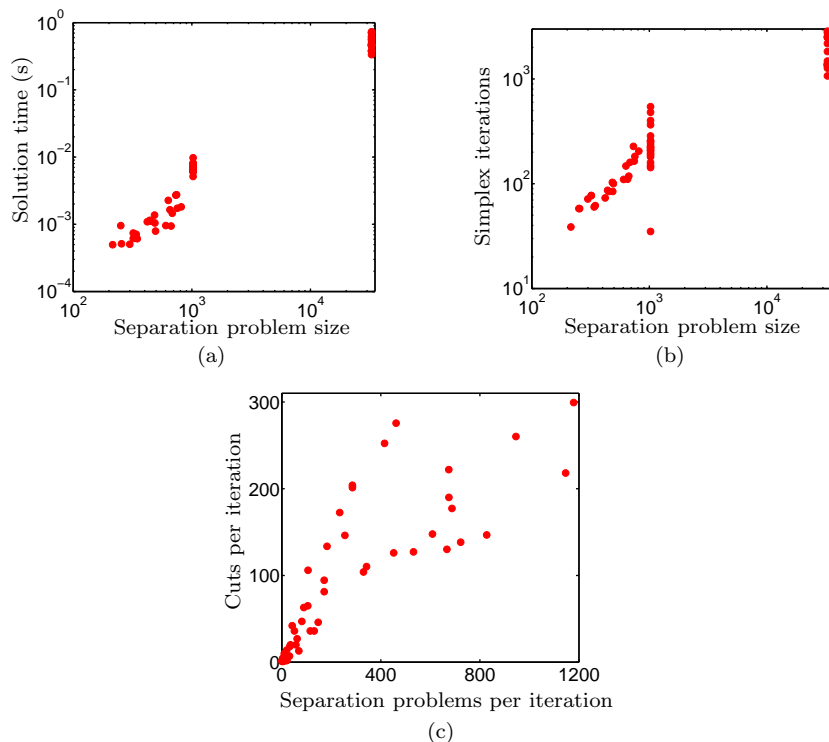 10^0
10^-1
10^-2
10^-3
10^-4
Solution time (s)
10^2
10^3
10^4
Separation problem size
(a)
10^3
10^2
10^1
Simplex iterations
10^2
10^3
10^4
Separation problem size
(b)
300
200
100
0
Cuts per iteration
0
400
800
1200
Separation problems per iteration
(c)